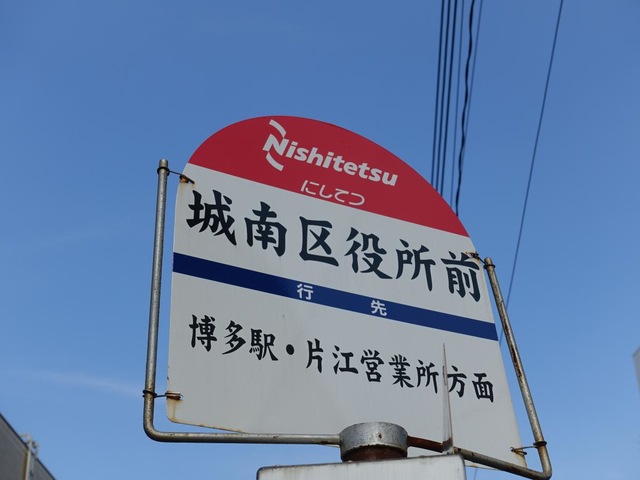 Nishitetsu
にしてつ
城南区役所前
行先
博多駅・片江営業所方面